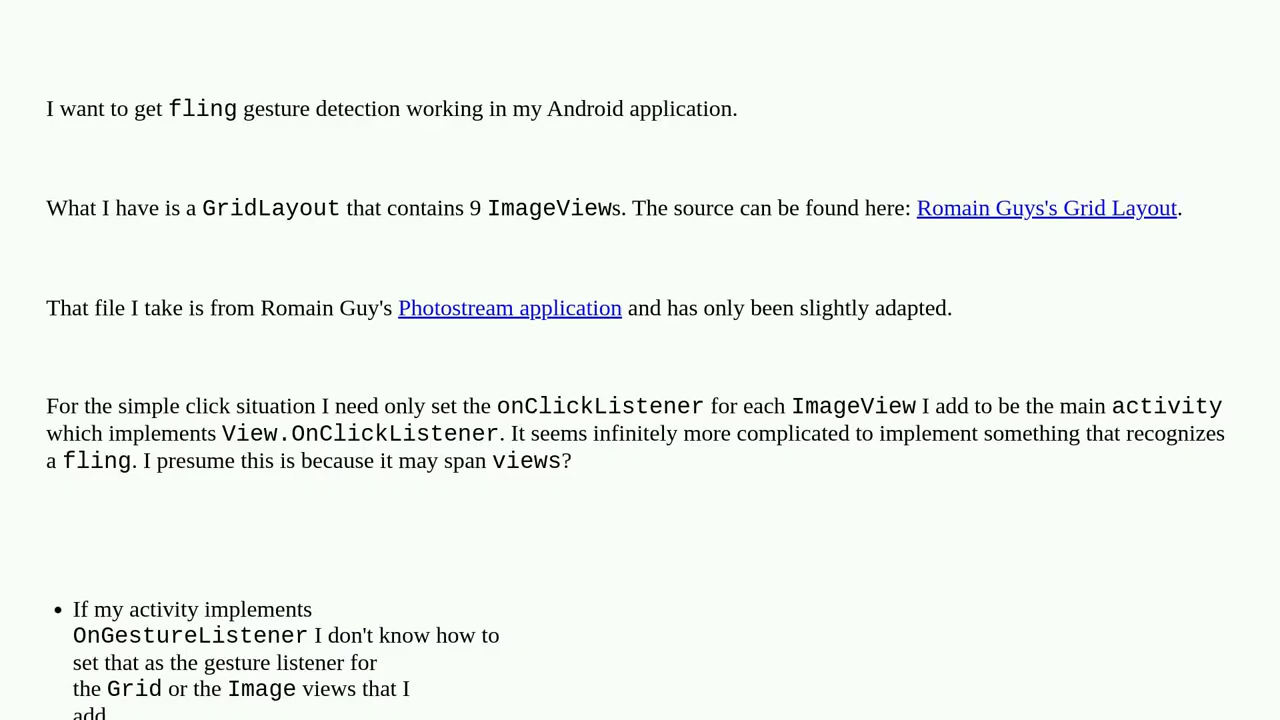 I want to get fling gesture detection working in my Android application.
What I have is a GridLayout that contains 9 ImageViews. The source can be found here: Romain Guys's Grid Layout.
That file I take is from Romain Guy's Photostream application and has only been slightly adapted.
For the simple click situation I need only set the onClickListener for each ImageView I add to be the main activity
which implements View.OnClickListener. It seems infinitely more complicated to implement something that recognizes
a fling. I presume this is because it may span views?
• If my activity implements
OnGestureListener I don't know how to
set that as the gesture listener for
the Grid or the Image views that I
add.